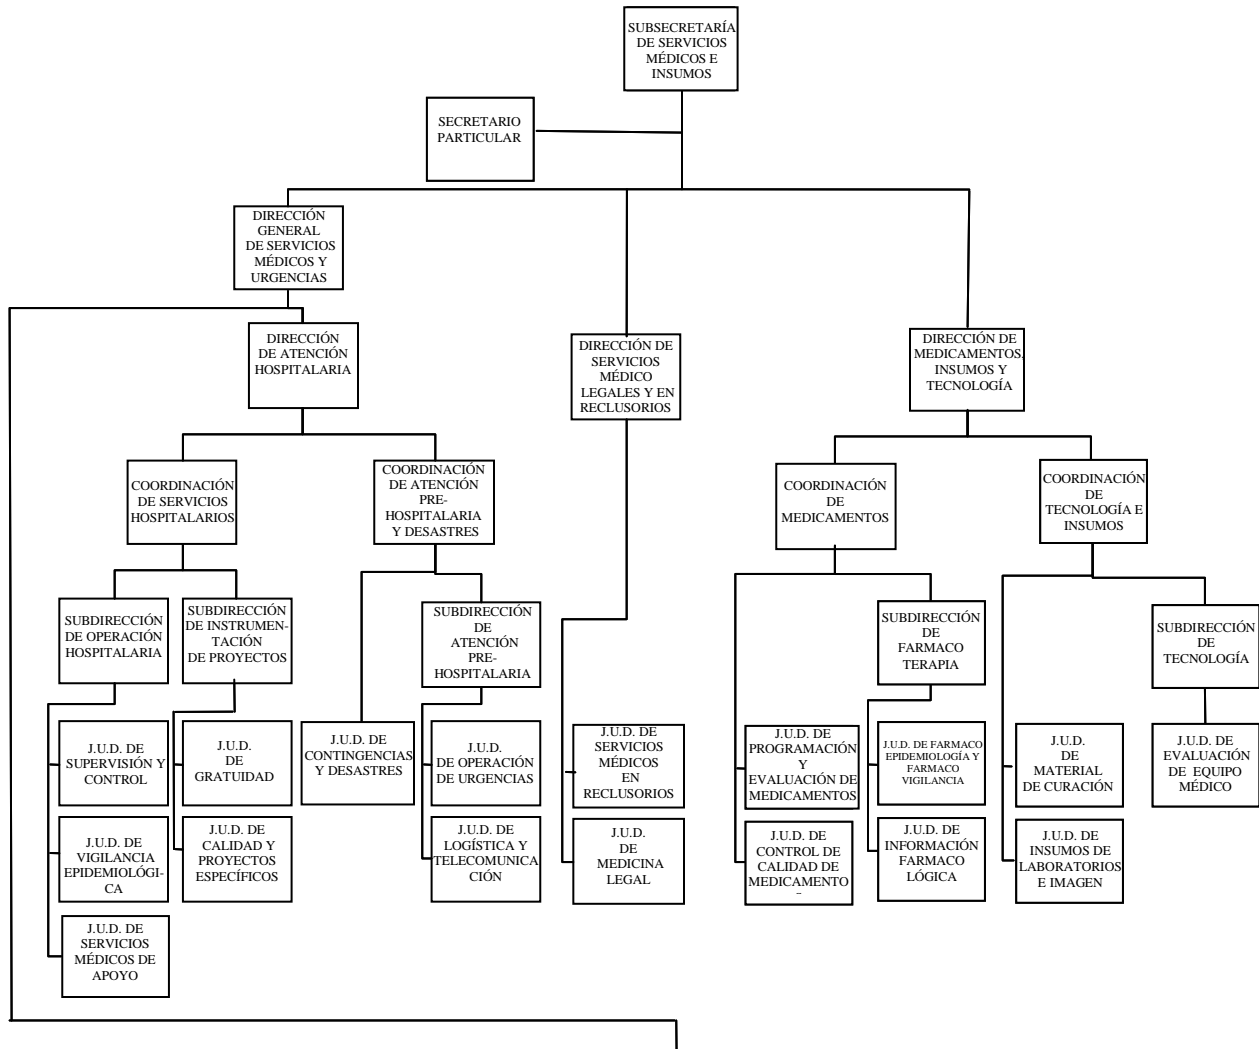 SUBSECRETARÍA
DE SERVICIOS
MÉDICOS E
INSUMOS
SECRETARIO
PARTICULAR
DIRECCIÓN
GENERAL
DE SERVICIOS
MÉDICOS Y
URGENCIAS
DIRECCIÓN
DE ATENCIÓN
HOSPITALARIA
DIRECCIÓN DE
SERVICIOS
MÉDICO
LEGALES Y EN
RECLUSORIOS
DIRECCIÓN DE
MEDICAMENTOS,
INSUMOS Y
TECNOLOGÍA
COORDINACIÓN
DE SERVICIOS
HOSPITALARIOS
COORDINACIÓN
DE ATENCIÓN
PRE-
HOSPITALARIA
Y DESASTRES
COORDINACIÓN
DE
MEDICAMENTOS
COORDINACIÓN
DE
TECNOLOGÍA E
INSUMOS
SUBDIRECCIÓN
DE OPERACIÓN
HOSPITALARIA
SUBDIRECCIÓN
DE INSTRUMEN-
TACIÓN
DE PROYECTOS
SUBDIRECCIÓN
DE
ATENCIÓN
PRE-
HOSPITALARIA
SUBDIRECCIÓN
DE
FARMACO
TERAPIA
SUBDIRECCIÓN
DE
TECNOLOGÍA
J.U.D. DE
SUPERVISIÓN Y
CONTROL
J.U.D.
DE
GRATUIDAD
J.U.D. DE
CONTINGENCIAS
Y DESASTRES
J.U.D.
DE OPERACIÓN
DE URGENCIAS
J.U.D. DE
SERVICIOS
MÉDICOS
EN
RECLUSORIOS
J.U.D. DE
PROGRAMACIÓN
Y
EVALUACIÓN DE
MEDICAMENTOS
J.U.D. DE FARMACO
EPIDEMIOLOGÍA Y
FARMACO
VIGILANCIA
J.U.D.
DE
MATERIAL
DE CURACIÓN
J.U.D. DE
EVALUACIÓN
DE EQUIPO
MÉDICO
J.U.D. DE
VIGILANCIA
EPIDEMIOLÓGI-
CA
J.U.D. DE
CALIDAD Y
PROYECTOS
ESPECÍFICOS
J.U.D. DE
LOGÍSTICA Y
TELECOMUNICA
CIÓN
J.U.D.
DE
MEDICINA
LEGAL
J.U.D. DE
CONTROL DE
CALIDAD DE
MEDICAMENTO
J.U.D. DE
INFORMACIÓN
FARMACO
LÓGICA
J.U.D. DE
INSUMOS DE
LABORATORIOS
E IMAGEN
J.U.D. DE
SERVICIOS
MÉDICOS DE
APOYO